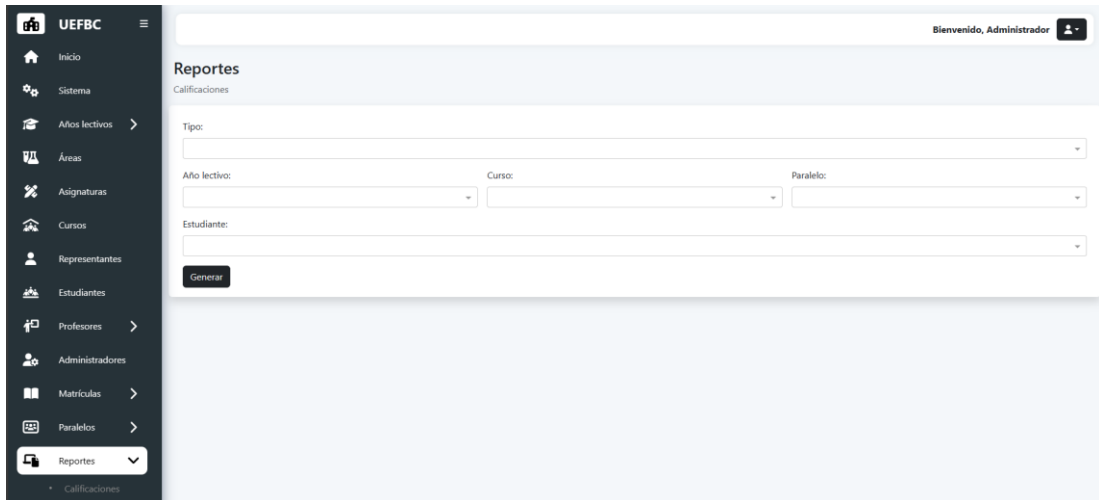 UEFBC
Bienvenido, Administrador
Inicio
Reportes
Calificaciones
Sistema
Años lectivos
Áreas
Asignaturas
Cursos
Representantes
Estudiantes
Profesores
Administradores
Matrículas
Paralelos
Reportes
Calificaciones
Tipo:
Año lectivo:
Curso:
Paralelo:
Estudiante:
Generar